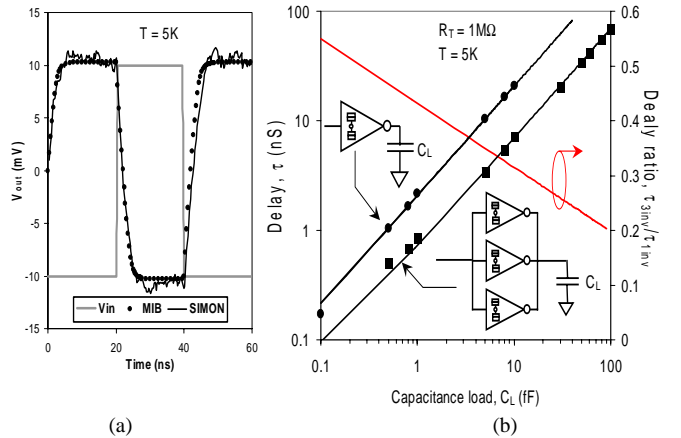 T = 5K
15
10
5
0
-5
-10
-15
V out (mV)
Vin MIB SIMON
0 20 40 60
Time (ns)
(a)
R_T = 1MΩ
T = 5K
100
10
1
0.1
Delay, τ (nS)
C_L
C_L
0.6
0.5
0.4
0.3
0.2
0.1
0
Dealy ratio, τ_3inv/τ_1inv
0.1 1 10 100
Capacitance load, C_L (fF)
(b)